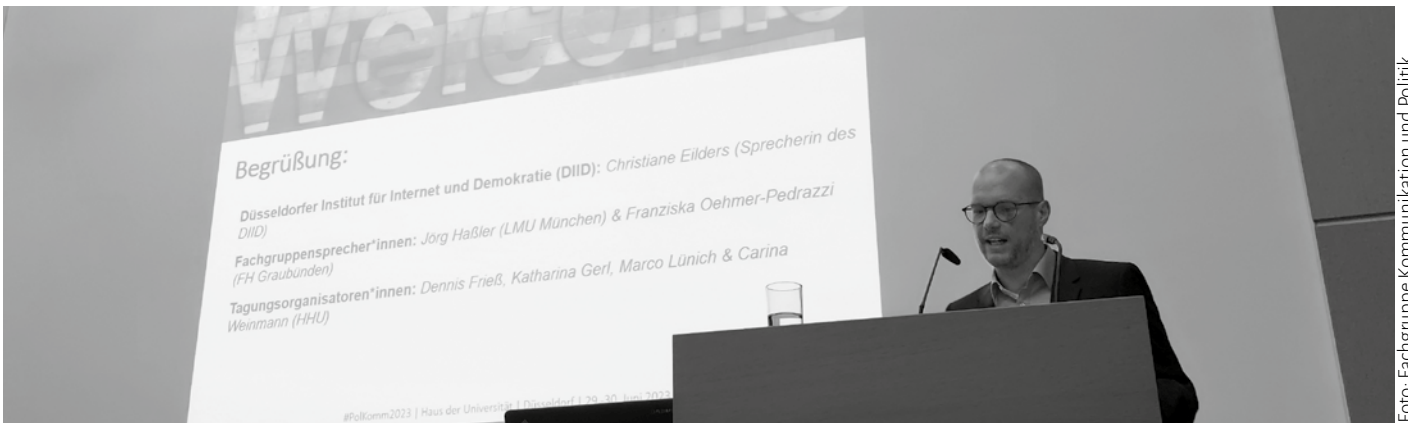 Welcome
Begrüßung:
Düsseldorfer Institut für Internet und Demokratie (DIID): Christiane Eilders (Sprecherin des
DIID)
Fachgruppensprecher*innen: Jörg Haßler (LMU München) & Franziska Oehmer-Pedrazzi
(FH Graubünden)
Tagungsorganisatoren*innen: Dennis Frieß, Katharina Gerl, Marco Lünich & Carina
Weinmann (HHU)
#PolKomm2023 | Haus der Universität | Düsseldorf | 29.-30. Juni 2023
Foto: Fachgruppe Kommunikation und Politik